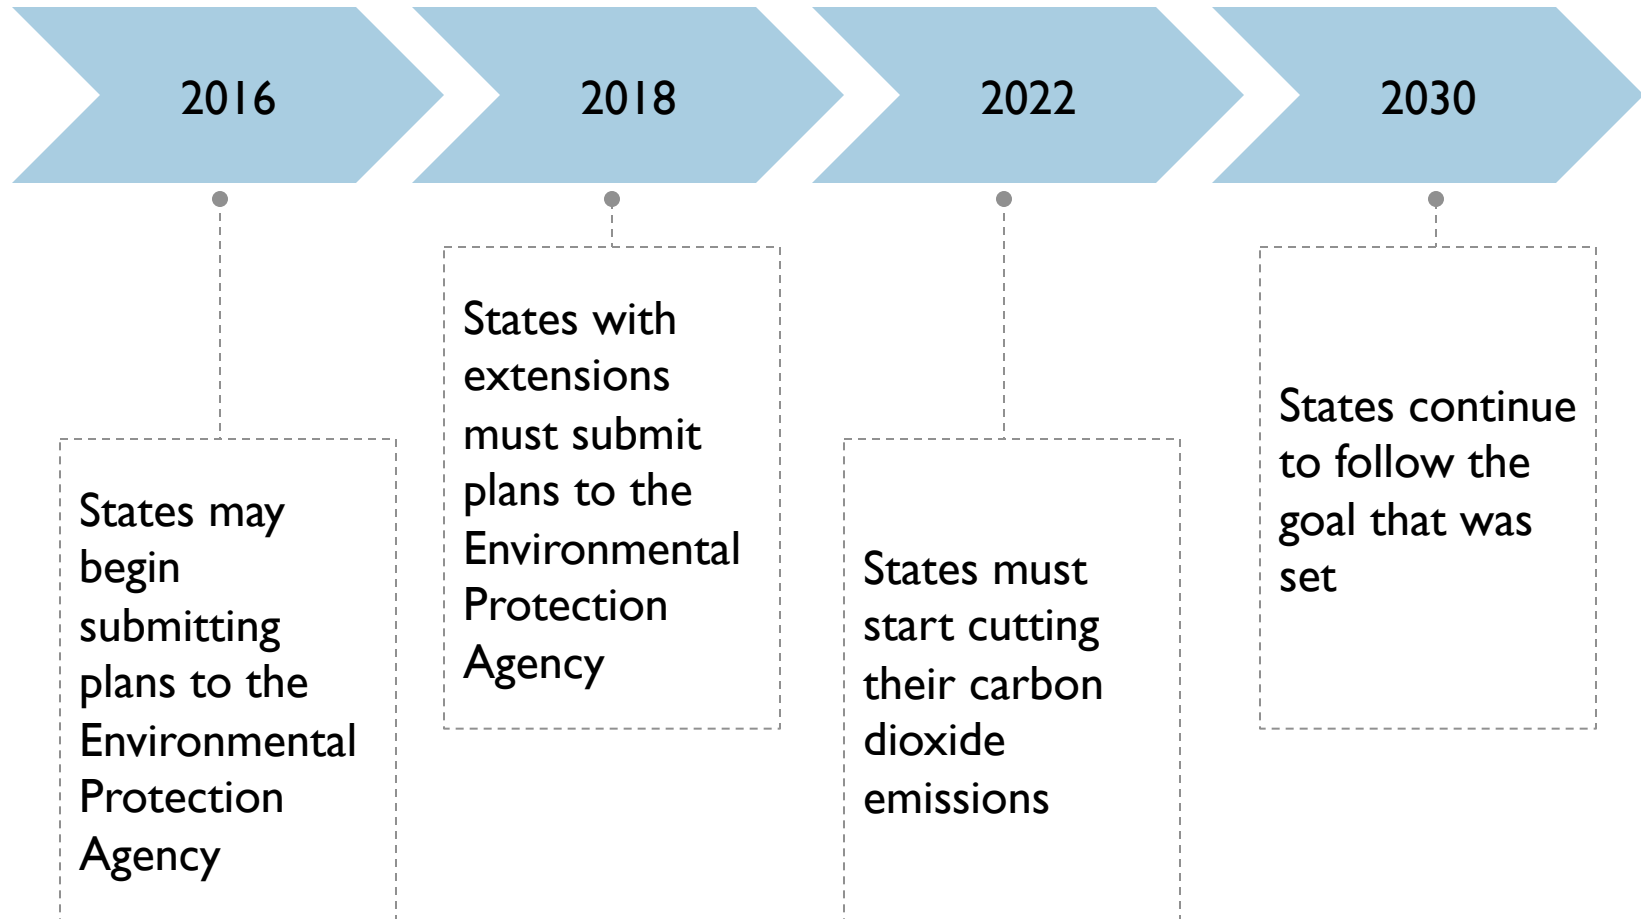 2016
2018
2022
2030
States may
begin
submitting
plans to the
Environmental
Protection
Agency
States with
extensions
must submit
plans to the
Environmental
Protection
Agency
States must
start cutting
their carbon
dioxide
emissions
States continue
to follow the
goal that was
set